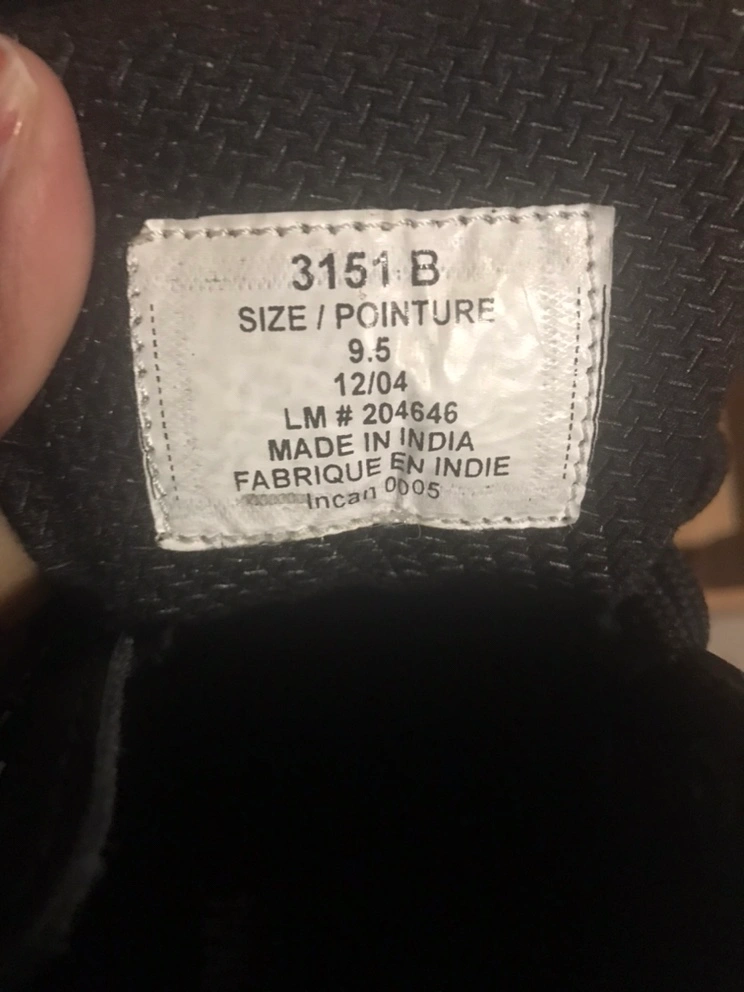 3151 B
SIZE / POINTURE
9.5
12/04
LM # 204646
MADE IN INDIA
FABRIQUE EN INDIE
Incan 0005